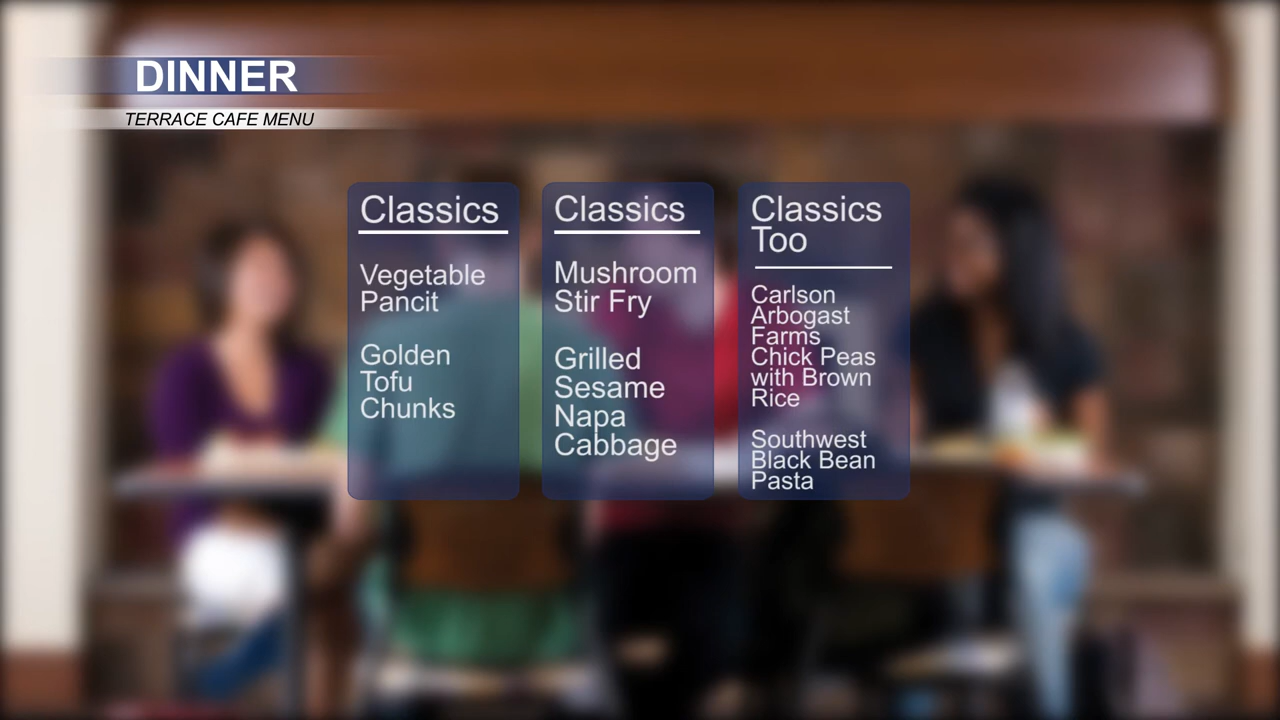 DINNER
TERRACE CAFE MENU
Classics
Vegetable
Pancit
Golden
Tofu
Chunks
Classics
Mushroom
Stir Fry
Grilled
Sesame
Napa
Cabbage
Classics
Too
Carlson
Arbogast
Farms
Chick Peas
with Brown
Rice
Southwest
Black Bean
Pasta